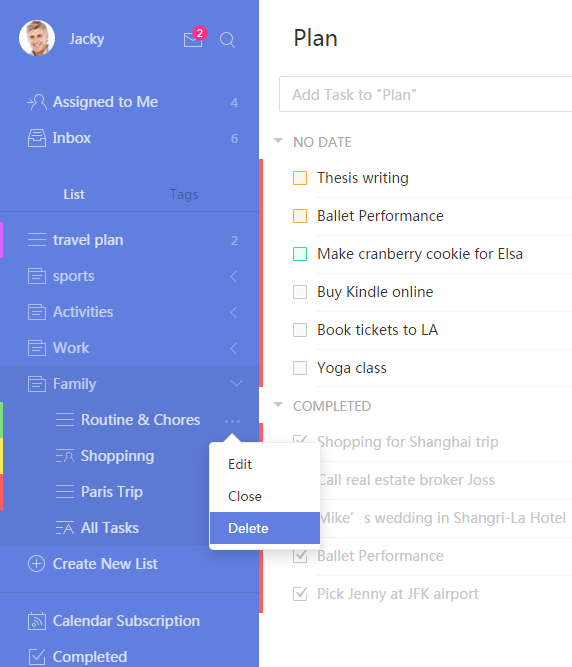 Jacky
2
Assigned to Me 4
Inbox 6
List Tags
travel plan 2
sports
Activities
Work
Family
Routine & Chores ...
Shoppinng
Paris Trip
All Tasks
Create New List
Calendar Subscription
Completed
Edit
Close
Delete
Plan
Add Task to "Plan"
NO DATE
Thesis writing
Ballet Performance
Make cranberry cookie for Elsa
Buy Kindle online
Book tickets to LA
Yoga class
COMPLETED
Shopping for Shanghai trip
Call real estate broker Joss
Mike’s wedding in Shangri-La Hotel
Ballet Performance
Pick Jenny at JFK airport